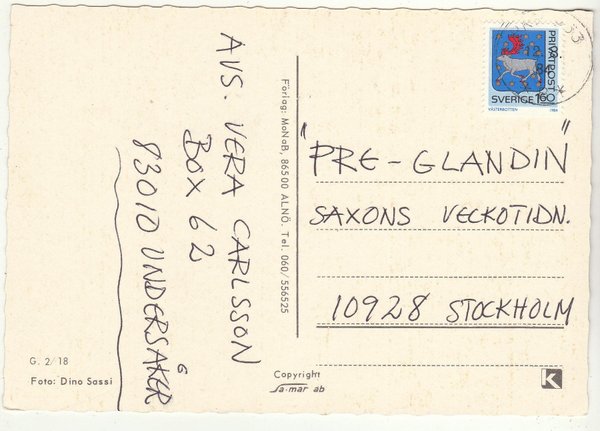 AVS. VERA CARLSSON
BOX 62
83010 UNDERSÅKER
G. 2/18
Foto: Dino Sassi
Förlag: MoNaB, 86500 ALNÖ. Tel. 060/556525
Copyright
Sa-mar ab
PRIVATPOST
SVERIGE 160
VÄSTERBOTTEN 1984
"PRE-GLANDIN"
SAXONS VECKOTIDN.
10928 STOCKHOLM
K